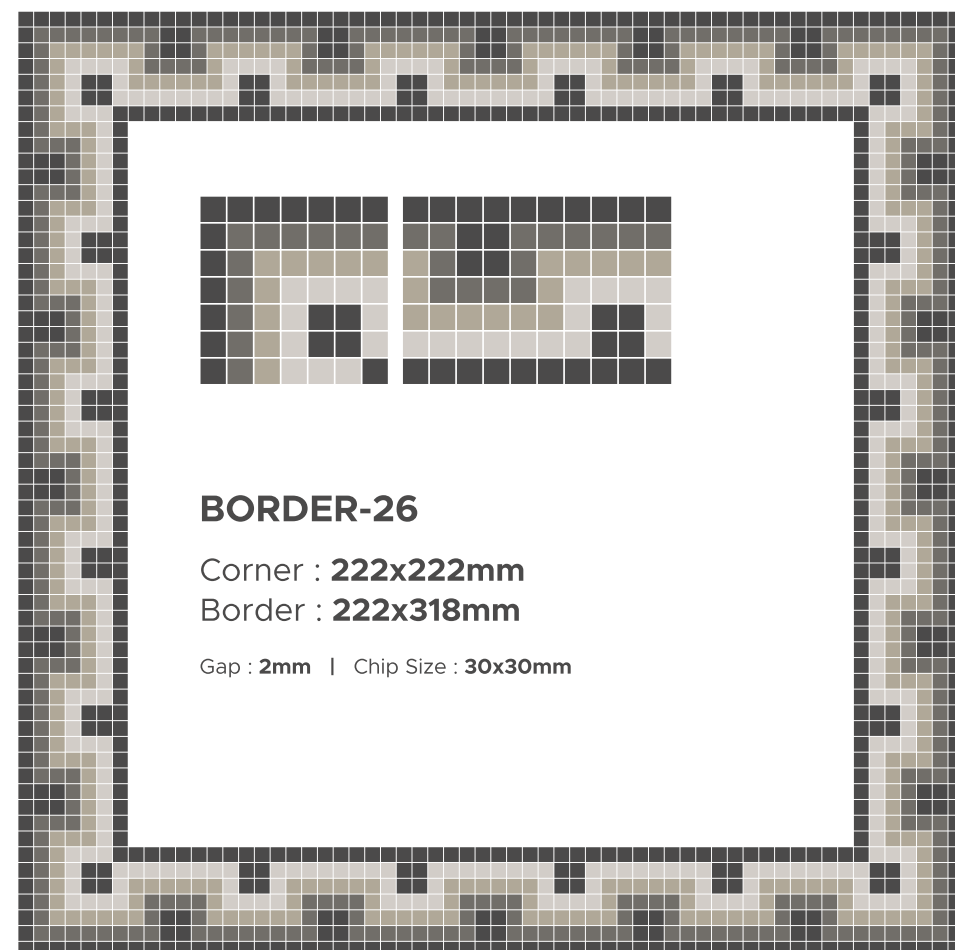 BORDER-26
Corner : 222x222mm
Border : 222x318mm
Gap : 2mm | Chip Size : 30x30mm